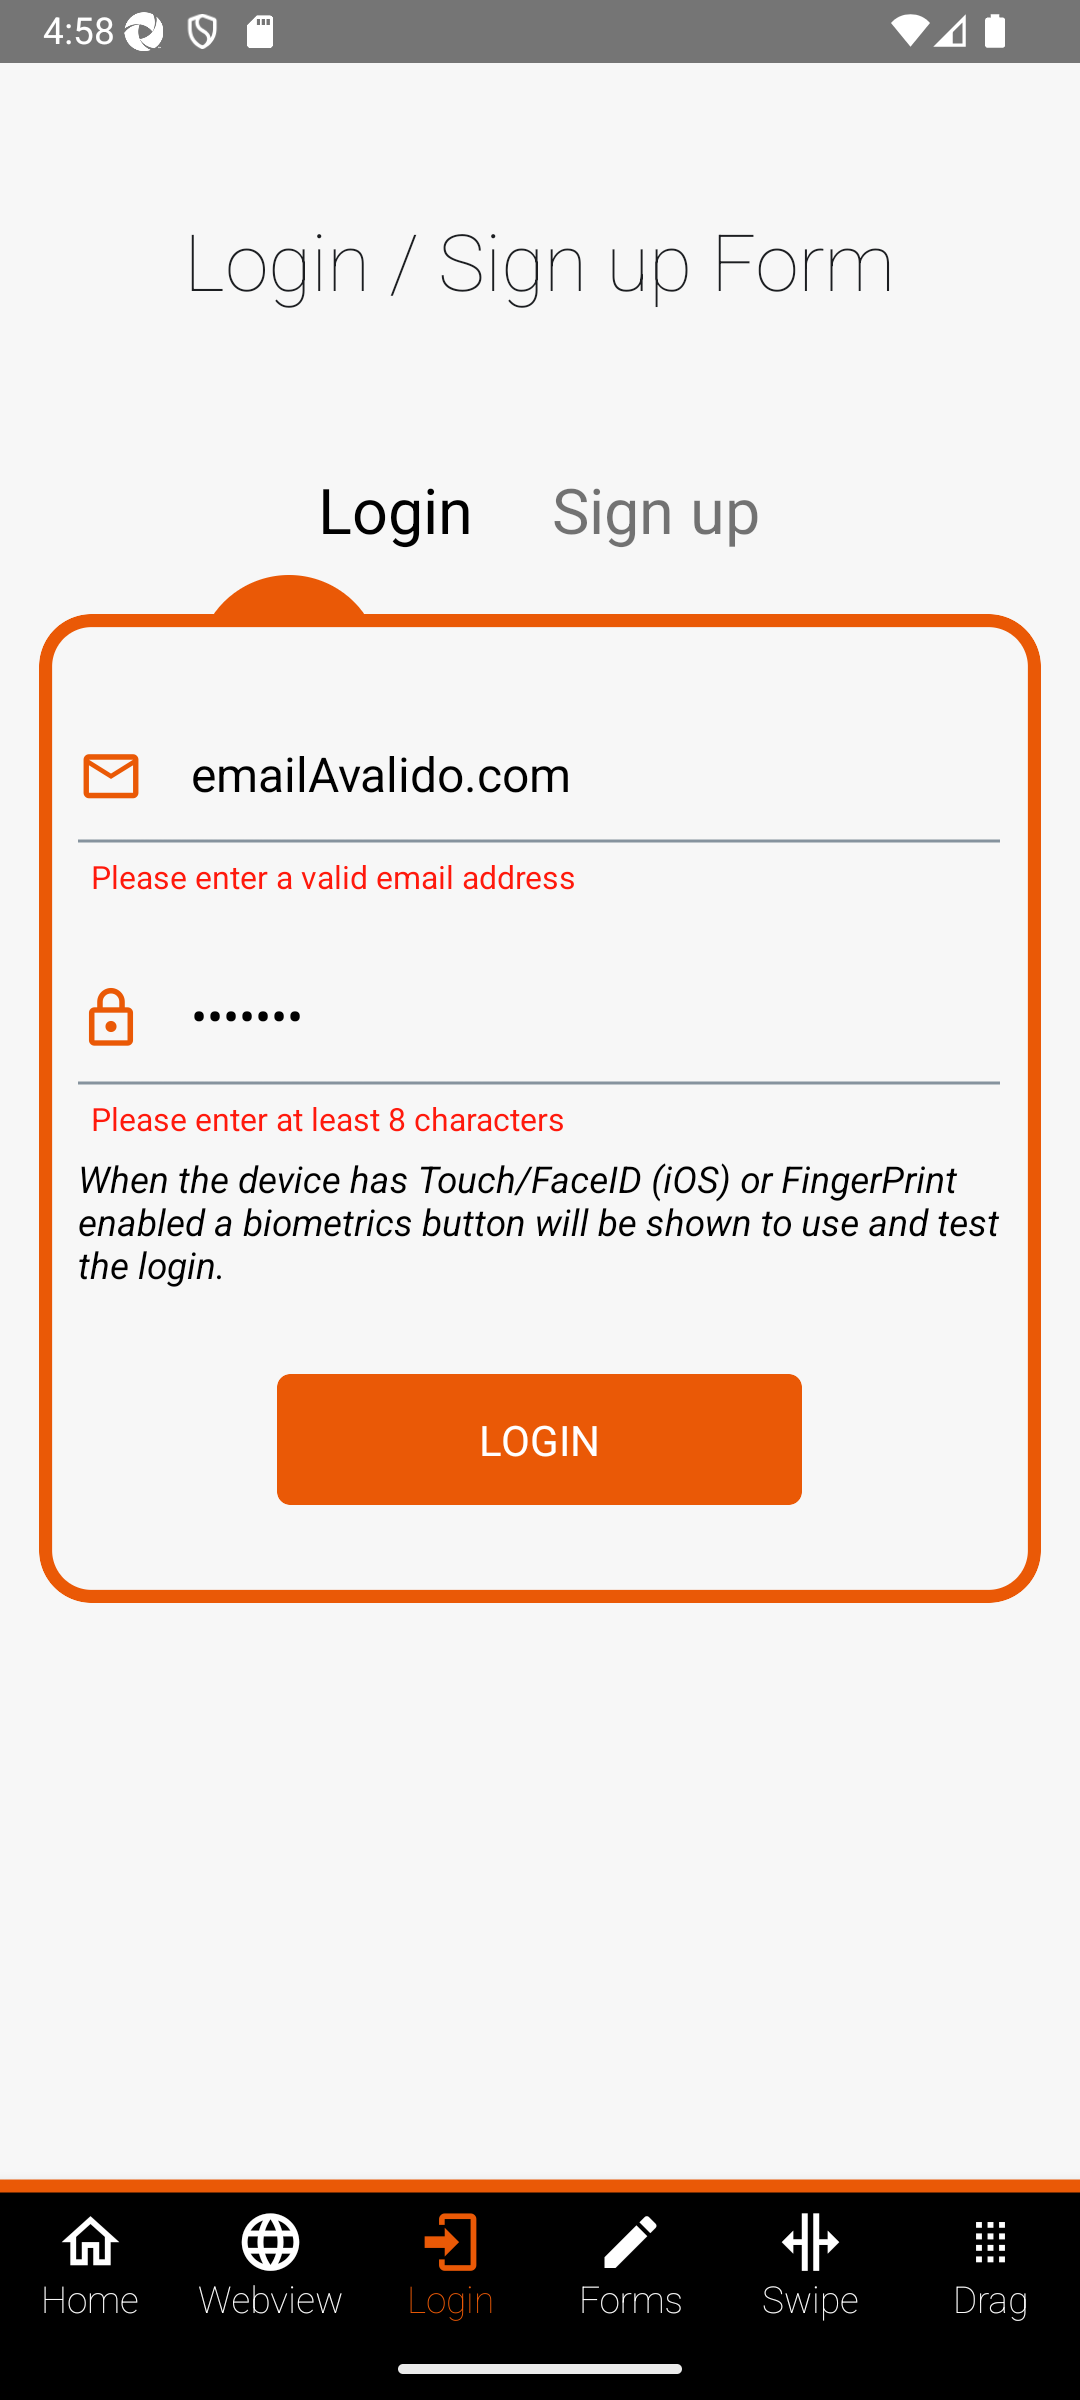 4:58
Login / Sign up Form
Login Sign up
emailAvalido.com
Please enter a valid email address
•••••••
Please enter at least 8 characters
When the device has Touch/FaceID (iOS) or FingerPrint
enabled a biometrics button will be shown to use and test
the login.
LOGIN
Home Webview Login Forms Swipe Drag